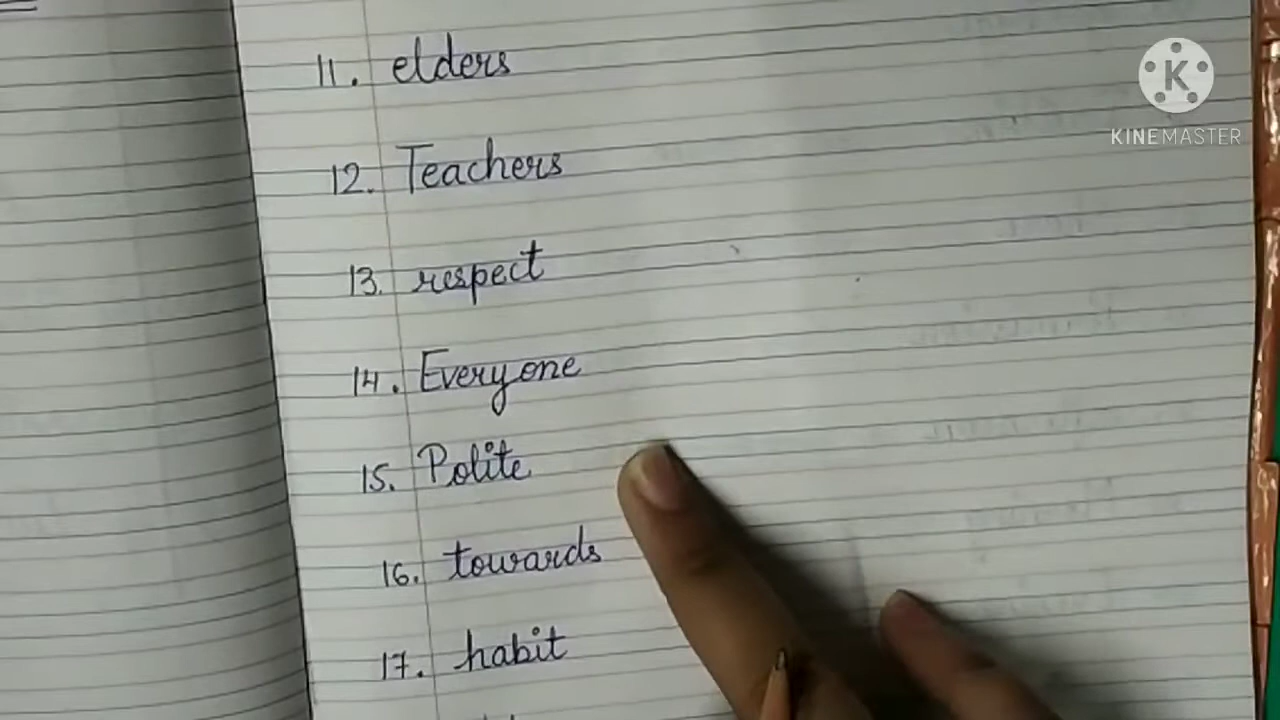 11. elders
12. Teachers
13. respect
14. Everyone
15. Polite
16. towards
17. habit
K
KINEMASTER